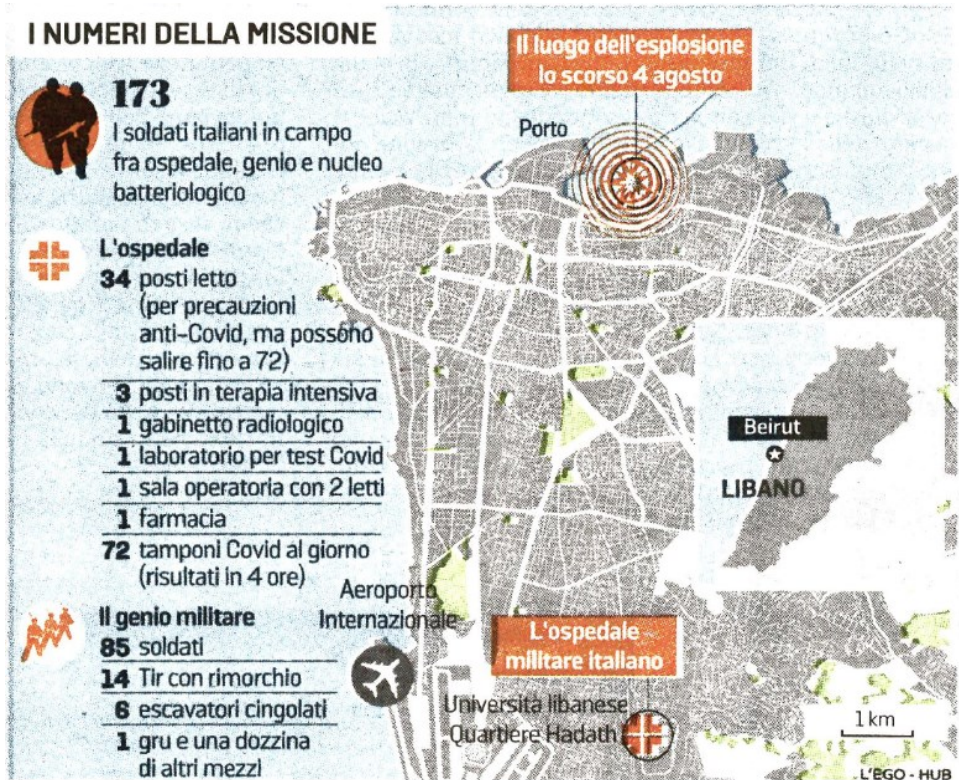 I NUMERI DELLA MISSIONE
173
I soldati italiani in campo
fra ospedale, genio e nucleo
batteriologico
L'ospedale
34 posti letto
(per precauzioni
anti-Covid, ma possono
salire fino a 72)
3 posti in terapia intensiva
1 gabinetto radiologico
1 laboratorio per test Covid
1 sala operatoria con 2 letti
1 farmacia
72 tamponi Covid al giorno
(risultati in 4 ore)
Il genio militare
85 soldati
14 Tir con rimorchio
6 escavatori cingolati
1 gru e una dozzina
di altri mezzi
Il luogo dell'esplosione
lo scorso 4 agosto
Porto
Beirut
LIBANO
Aeroporto
Internazionale
L'ospedale
militare italiano
Università libanese
Quartiere Hadath
1 km
L'EGO - HUB